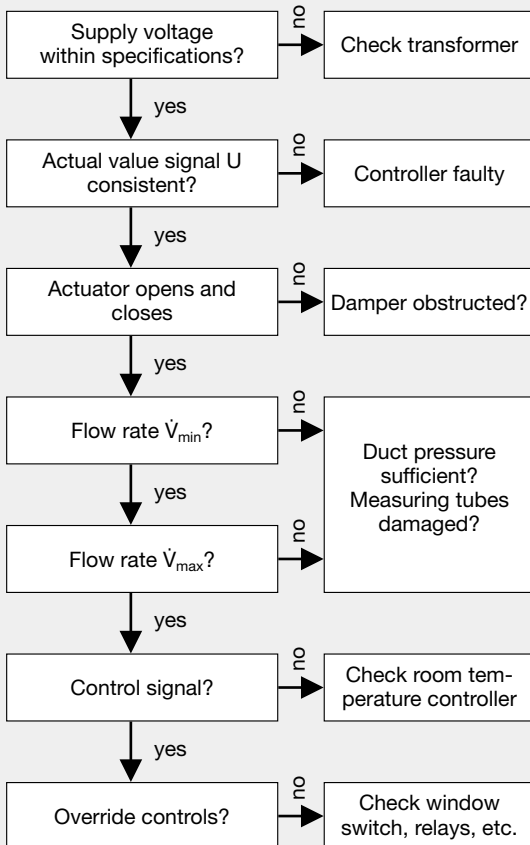 Supply voltage
within specifications?
no
Check transformer
yes
Actual value signal U
consistent?
no
Controller faulty
yes
Actuator opens and
closes
no
Damper obstructed?
yes
Flow rate V̇min?
no
Duct pressure
sufficient?
Measuring tubes
damaged?
yes
Flow rate V̇max?
no
yes
Control signal?
no
Check room tem-
perature controller
yes
Override controls?
no
Check window
switch, relays, etc.